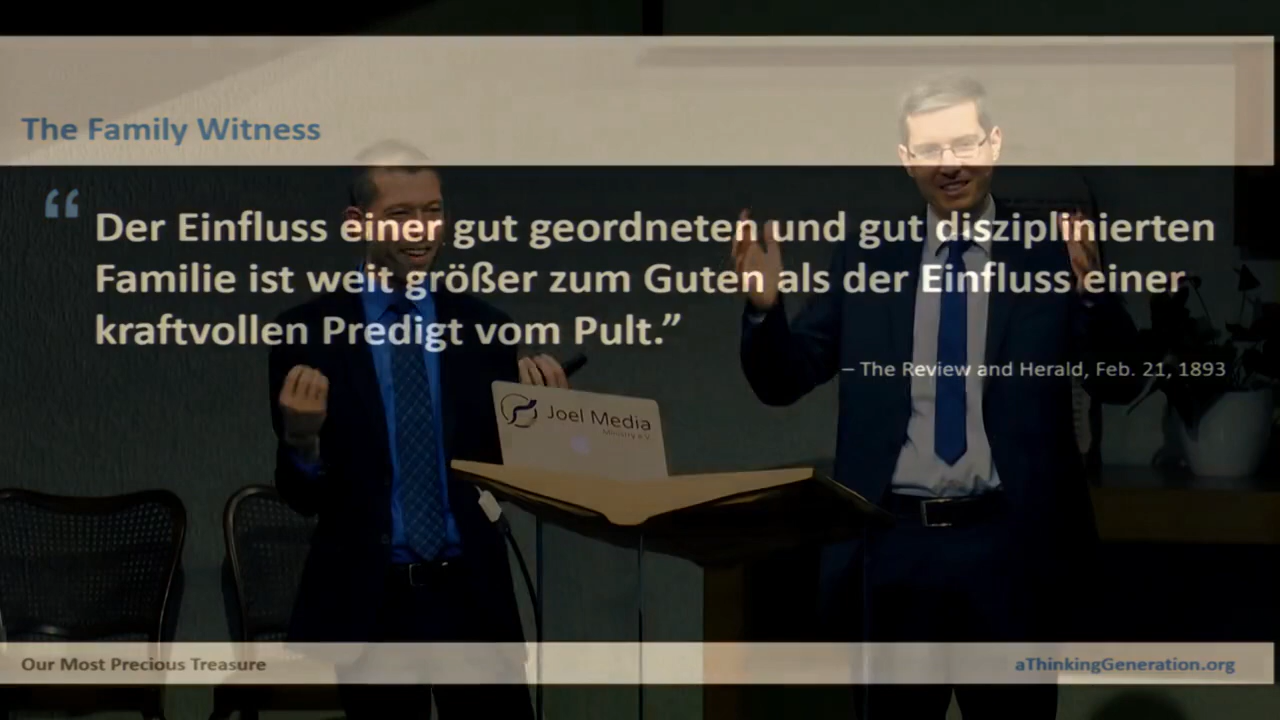 The Family Witness
“ Der Einfluss einer gut geordneten und gut disziplinierten
Familie ist weit größer zum Guten als der Einfluss einer
kraftvollen Predigt vom Pult.”
– The Review and Herald, Feb. 21, 1893
Joel Media
Ministry e.V.
Our Most Precious Treasure
aThinkingGeneration.org